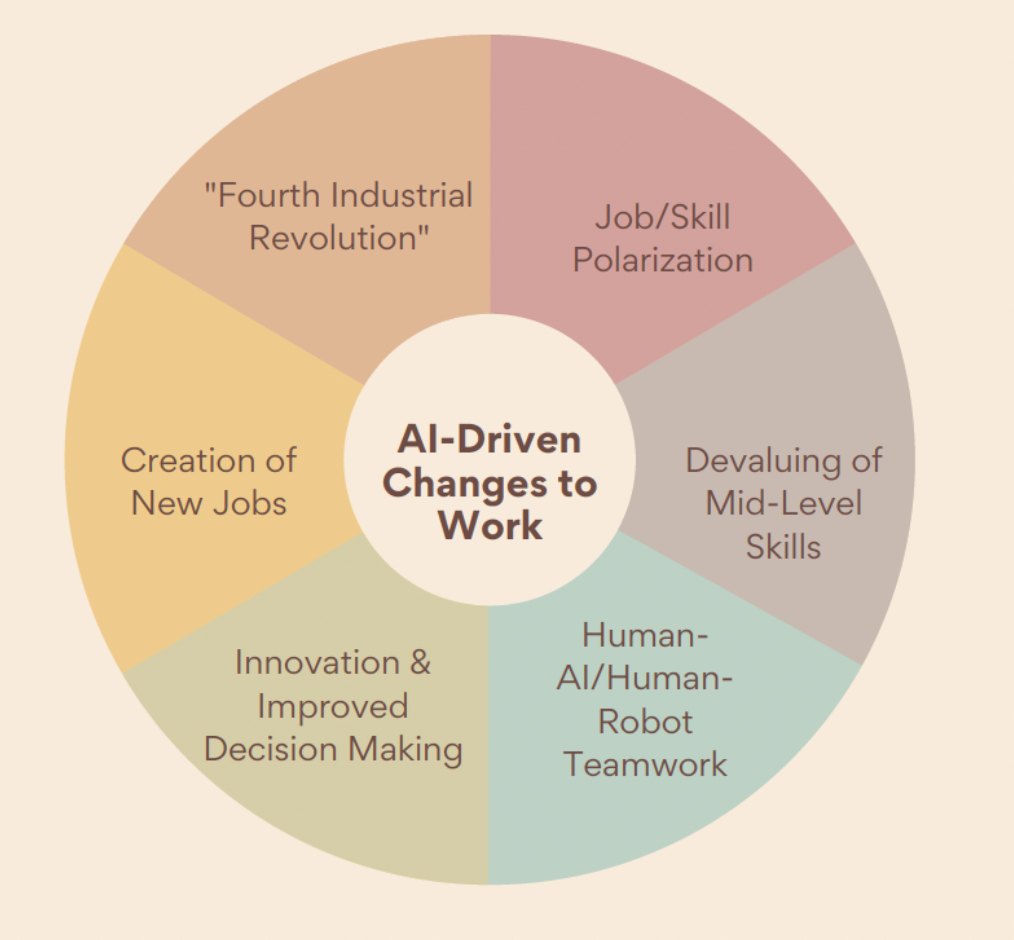 "Fourth Industrial
Revolution"
Job/Skill
Polarization
Creation of
New Jobs
AI-Driven
Changes to
Work
Devaluing of
Mid-Level
Skills
Innovation &
Improved
Decision Making
Human-
AI/Human-
Robot
Teamwork